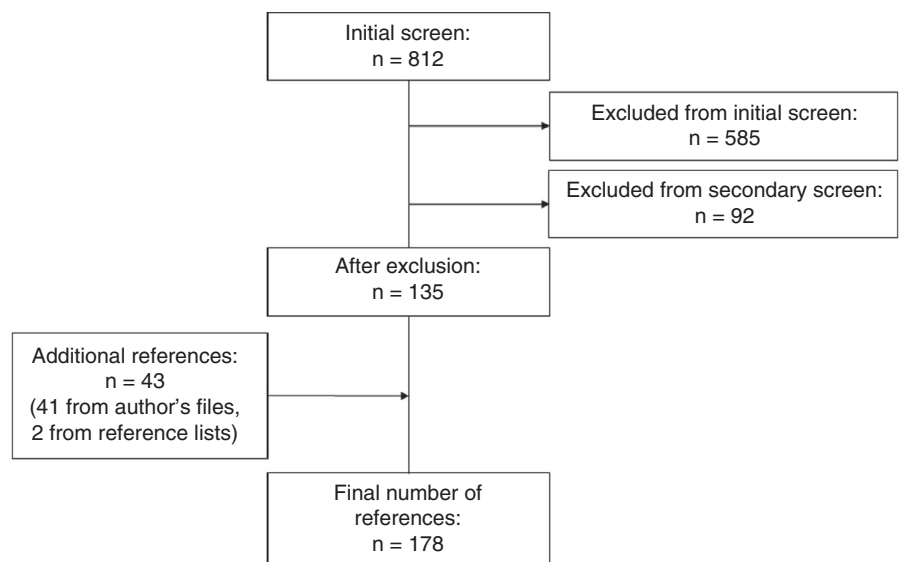 Initial screen:
n = 812
Excluded from initial screen:
n = 585
Excluded from secondary screen:
n = 92
After exclusion:
n = 135
Additional references:
n = 43
(41 from author's files,
2 from reference lists)
Final number of
references:
n = 178